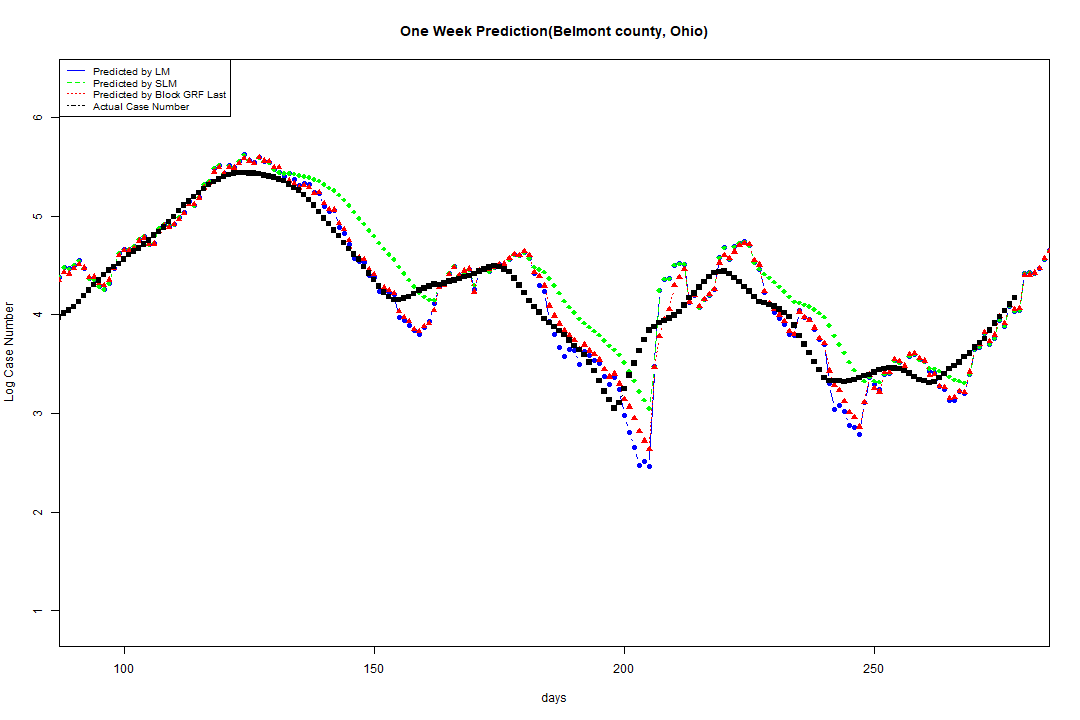 One Week Prediction(Belmont county, Ohio)
Predicted by LM
Predicted by SLM
Predicted by Block GRF Last
Actual Case Number
6
5
4
3
2
1
Log Case Number
100 150 200 250
days